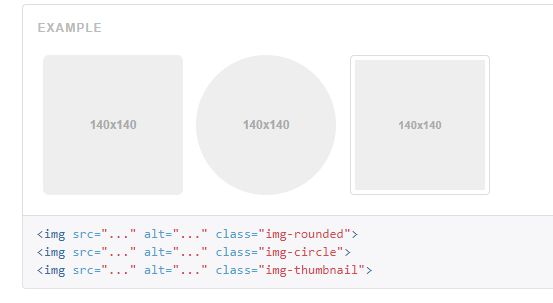 EXAMPLE
140x140 140x140 140x140
<img src="..." alt="..." class="img-rounded">
<img src="..." alt="..." class="img-circle">
<img src="..." alt="..." class="img-thumbnail">